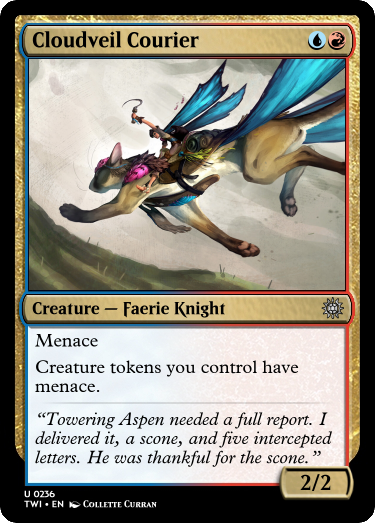 Cloudveil Courier
Creature — Faerie Knight
Menace
Creature tokens you control have
menace.
“Towering Aspen needed a full report. I
delivered it, a scone, and five intercepted
letters. He was thankful for the scone.”
2/2
U 0236
TWI • EN Collette Curran